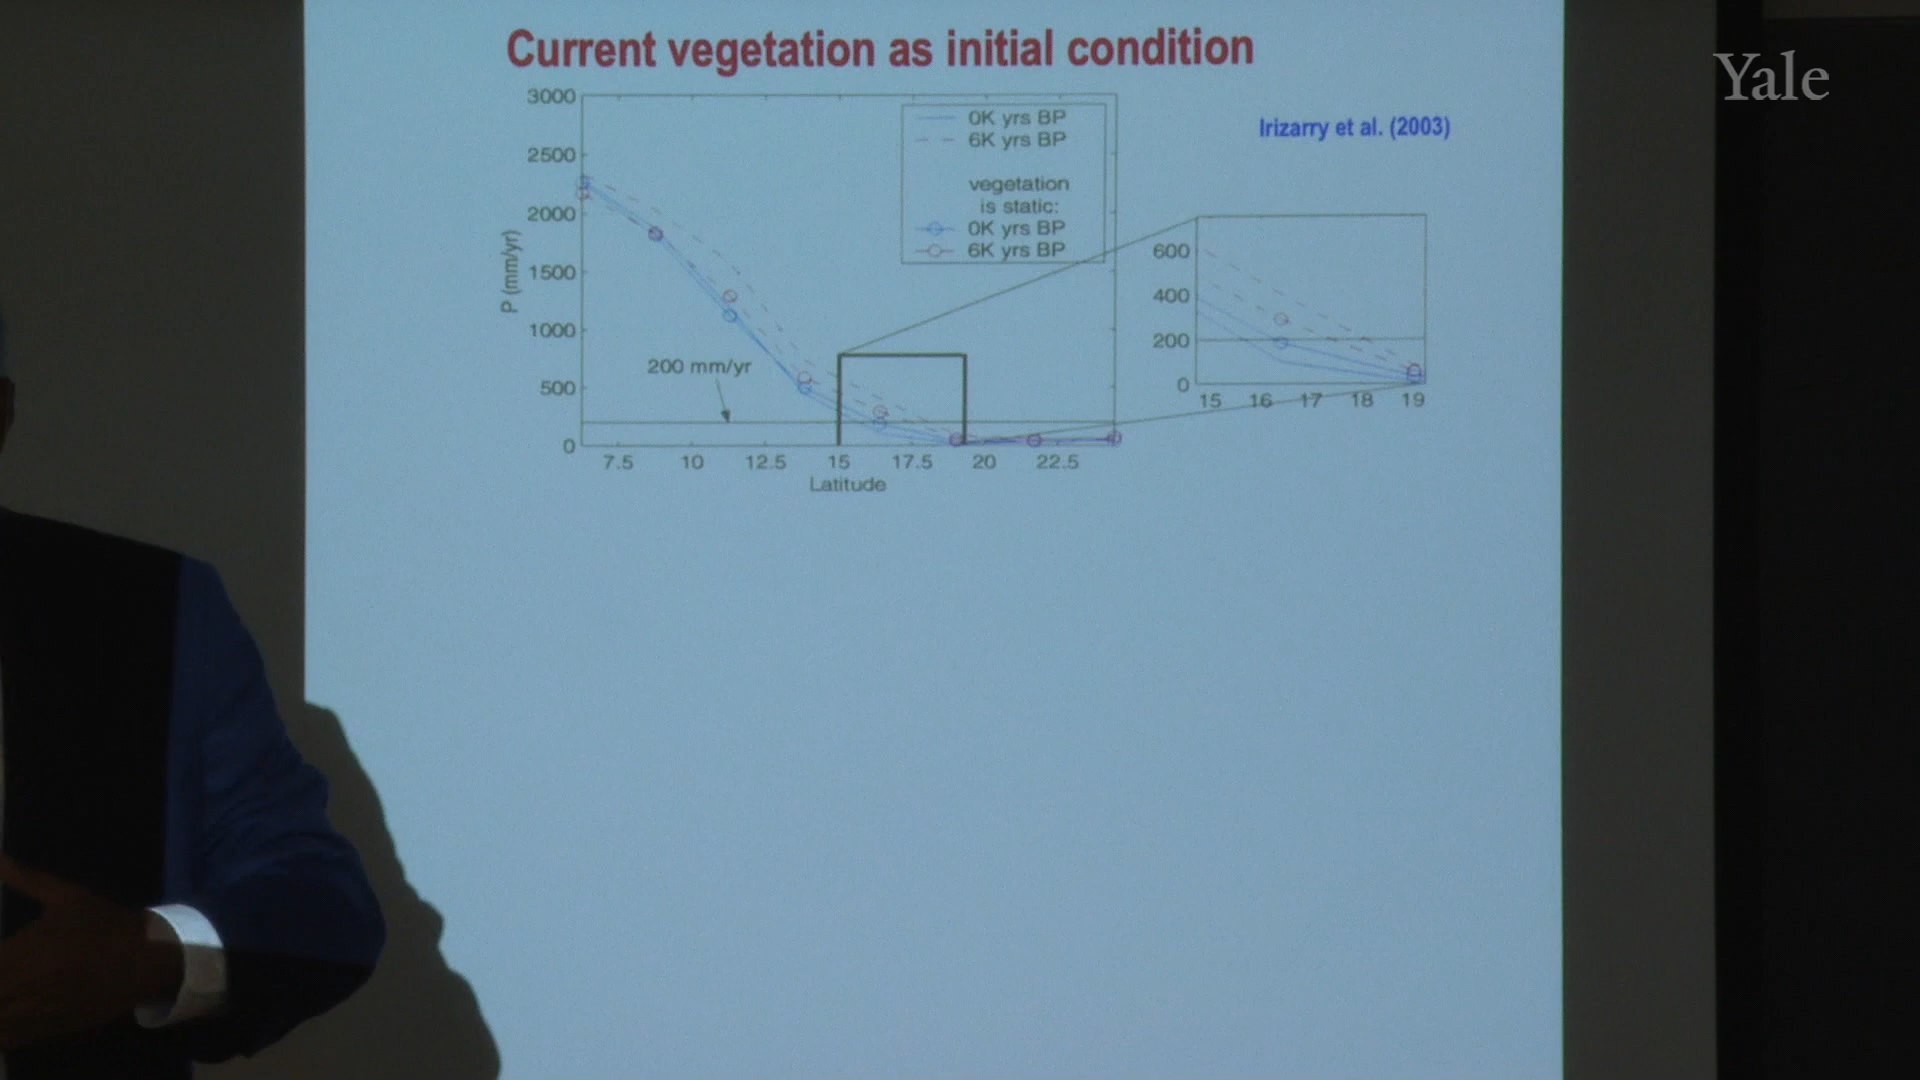 Current vegetation as initial condition
Yale
Irizarry et al. (2003)
3000
2500
2000
1500
1000
500
0
P (mm/yr)
0K yrs BP
6K yrs BP
vegetation
is static:
0K yrs BP
6K yrs BP
200 mm/yr
7.5 10 12.5 15 17.5 20 22.5
Latitude
600
400
200
0
15 16 17 18 19